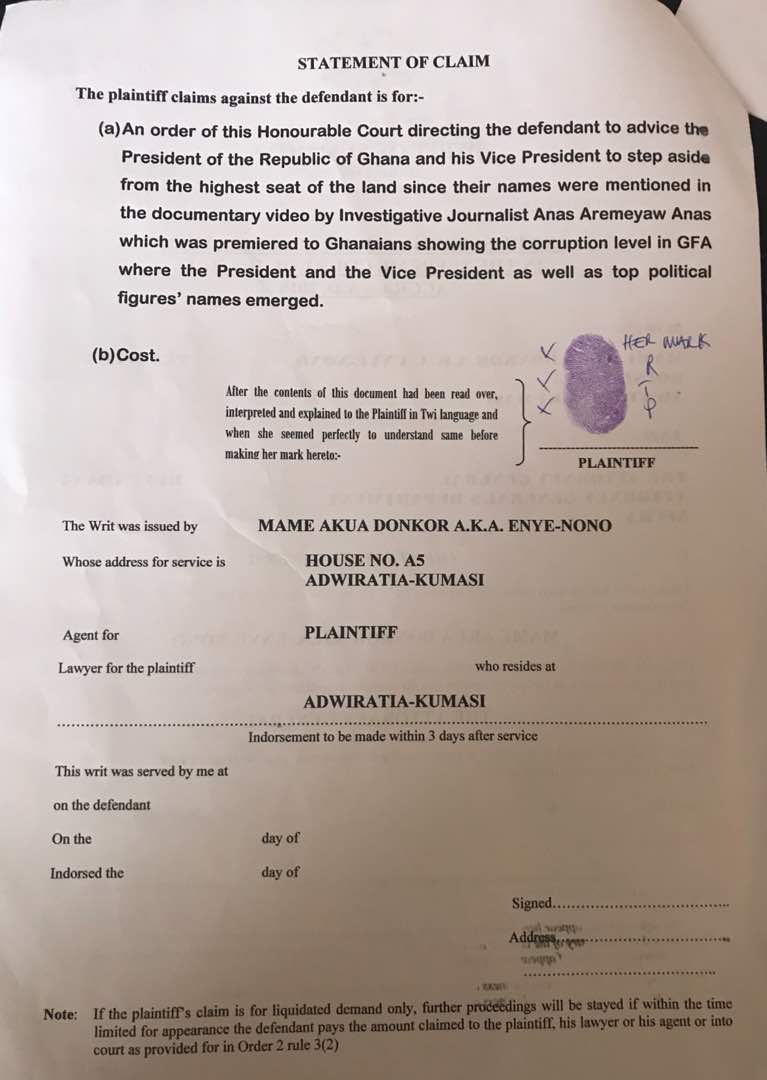 STATEMENT OF CLAIM
The plaintiff claims against the defendant is for:-
(a) An order of this Honourable Court directing the defendant to advice the
President of the Republic of Ghana and his Vice President to step aside
from the highest seat of the land since their names were mentioned in
the documentary video by Investigative Journalist Anas Aremeyaw Anas
which was premiered to Ghanaians showing the corruption level in GFA
where the President and the Vice President as well as top political
figures' names emerged.
(b) Cost.
HER MARK
R
T
P
After the contents of this document had been read over,
interpreted and explained to the Plaintiff in Twi language and
when she seemed perfectly to understand same before
making her mark hereto:-
PLAINTIFF
The Writ was issued by MAME AKUA DONKOR A.K.A. ENYE-NONO
Whose address for service is HOUSE NO. A5
ADWIRATIA-KUMASI
Agent for PLAINTIFF
Lawyer for the plaintiff who resides at
ADWIRATIA-KUMASI
Indorsement to be made within 3 days after service
This writ was served by me at
on the defendant
On the day of
Indorsed the day of
Signed
Address
Note: If the plaintiff's claim is for liquidated demand only, further proceedings will be stayed if within the time
limited for appearance the defendant pays the amount claimed to the plaintiff, his lawyer or his agent or into
court as provided for in Order 2 rule 3(2)